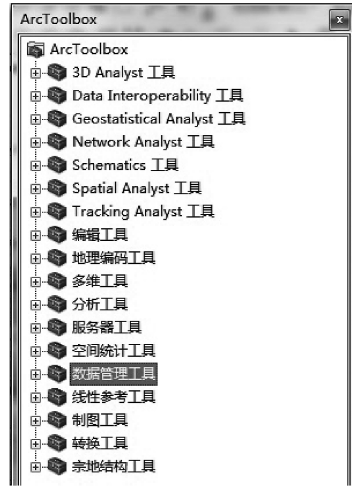 ArcToolbox
ArcToolbox
3D Analyst 工具
Data Interoperability 工具
Geostatistical Analyst 工具
Network Analyst 工具
Schematics 工具
Spatial Analyst 工具
Tracking Analyst 工具
编辑工具
地理编码工具
多维工具
分析工具
服务器工具
空间统计工具
数据管理工具
线性参考工具
制图工具
转换工具
宗地结构工具